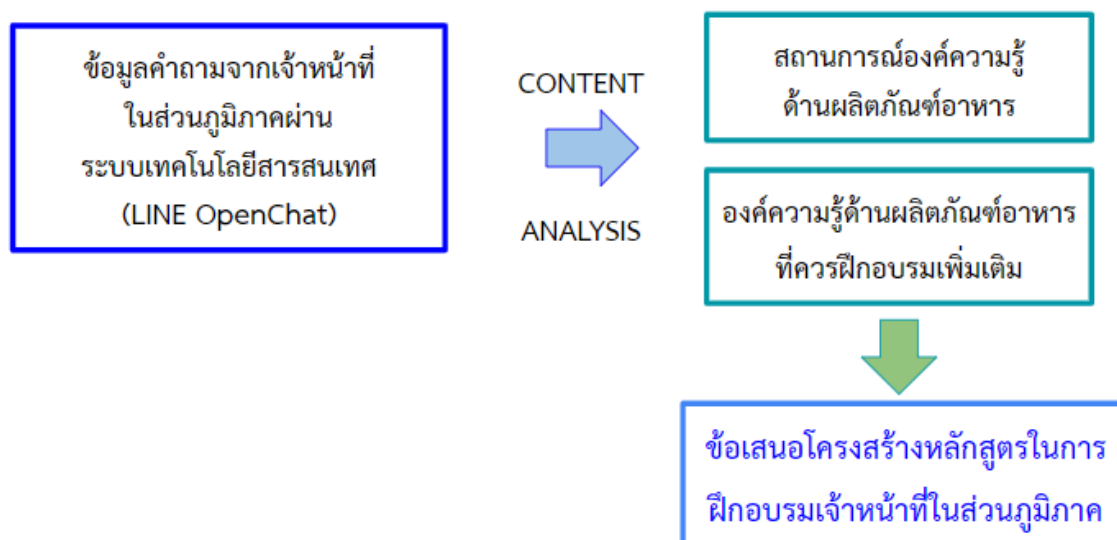 ข้อมูลคำถามจากเจ้าหน้าที่
ในส่วนภูมิภาคผ่าน
ระบบเทคโนโลยีสารสนเทศ
(LINE OpenChat)
CONTENT
ANALYSIS
สถานการณ์องค์ความรู้
ด้านผลิตภัณฑ์อาหาร
องค์ความรู้ด้านผลิตภัณฑ์อาหาร
ที่ควรฝึกอบรมเพิ่มเติม
ข้อเสนอโครงสร้างหลักสูตรในการ
ฝึกอบรมเจ้าหน้าที่ในส่วนภูมิภาค